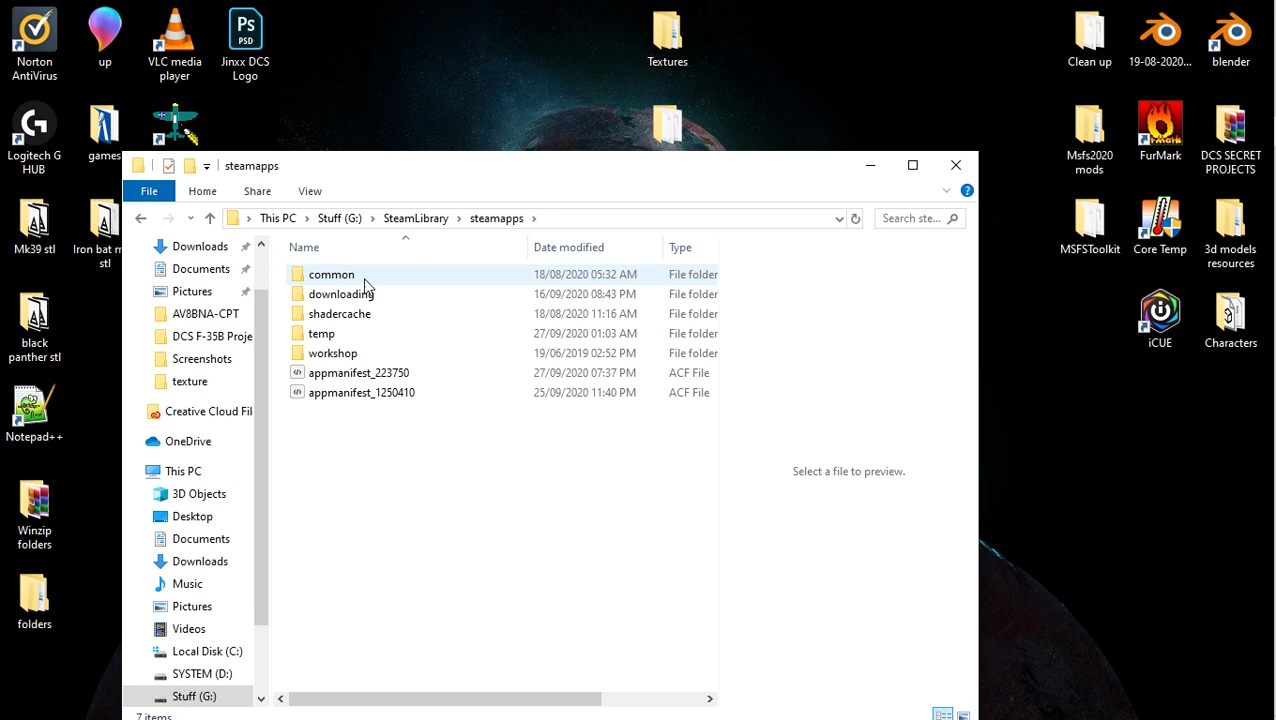 Norton
AntiVirus
up
VLC media
player
Ps
PSD
Jinxx DCS
Logo
Textures
Clean up
19-08-2020...
blender
Logitech G
HUB
games
Msfs2020
mods
FurMark
DCS SECRET
PROJECTS
Mk39 stl
Iron bat m
stl
MSFSToolkit
Core Temp
3d models
resources
black
panther stl
iCUE
Characters
Notepad++
Winzip
folders
folders
steamapps
File
Home
Share
View
This PC > Stuff (G:) > SteamLibrary > steamapps >
Search ste...
Downloads
Documents
Pictures
AV8BNA-CPT
DCS F-35B Proje
Screenshots
texture
Creative Cloud Fil
OneDrive
This PC
3D Objects
Desktop
Documents
Downloads
Music
Pictures
Videos
Local Disk (C:)
SYSTEM (D:)
Stuff (G:)
Name Date modified Type
common 18/08/2020 05:32 AM File folder
downloading 16/09/2020 08:43 PM File folder
shadercache 18/08/2020 11:16 AM File folder
temp 27/09/2020 01:03 AM File folder
workshop 19/06/2019 02:52 PM File folder
appmanifest_223750 27/09/2020 07:37 PM ACF File
appmanifest_1250410 25/09/2020 11:40 PM ACF File
Select a file to preview.
7 items